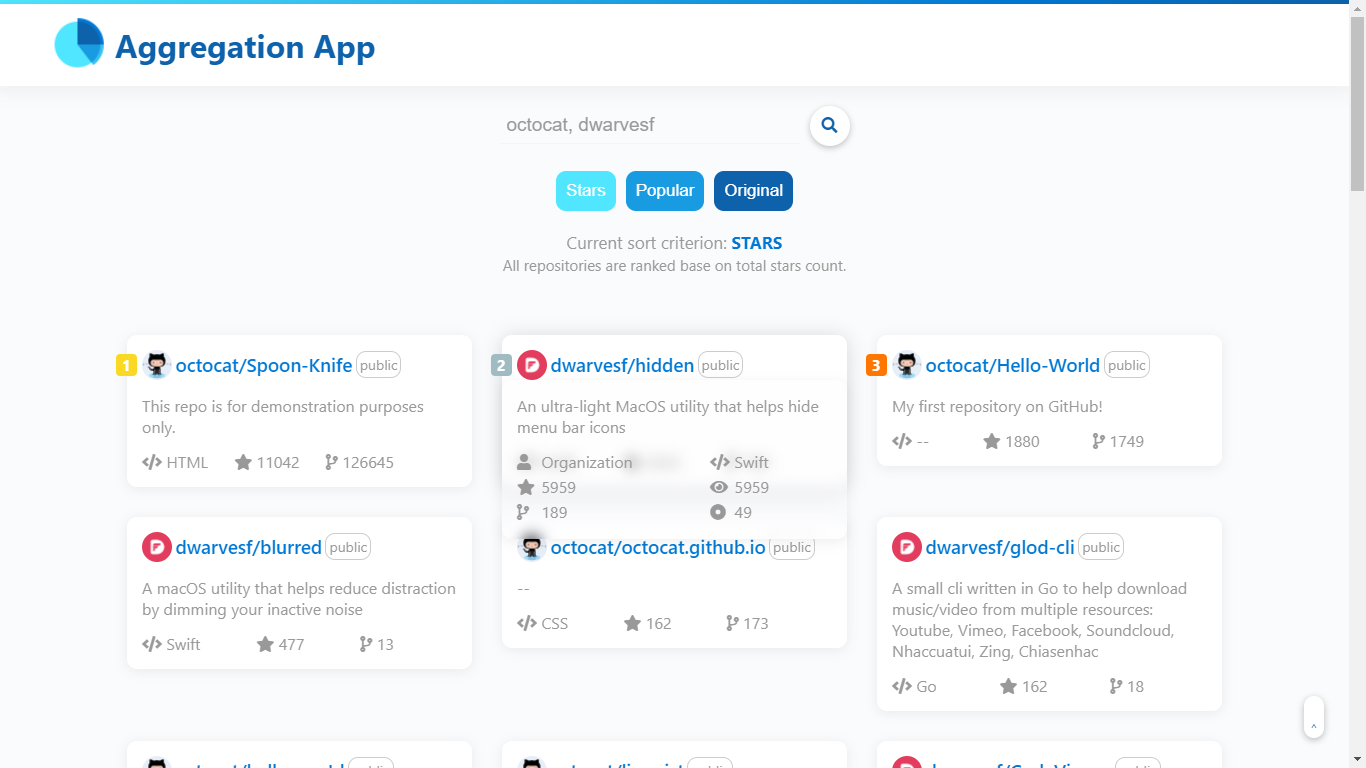 Aggregation App
octocat, dwarvesf
Stars Popular Original
Current sort criterion: STARS
All repositories are ranked base on total stars count.
1 octocat/Spoon-Knife public
This repo is for demonstration purposes
only.
HTML 11042 126645
2 dwarvesf/hidden public
An ultra-light MacOS utility that helps hide
menu bar icons
Organization Swift
5959 5959
189 49
3 octocat/Hello-World public
My first repository on GitHub!
-- 1880 1749
dwarvesf/blurred public
A macOS utility that helps reduce distraction
by dimming your inactive noise
Swift 477 13
octocat/octocat.github.io public
--
CSS 162 173
dwarvesf/glod-cli public
A small cli written in Go to help download
music/video from multiple resources:
Youtube, Vimeo, Facebook, Soundcloud,
Nhaccuatui, Zing, Chiasenhac
Go 162 18